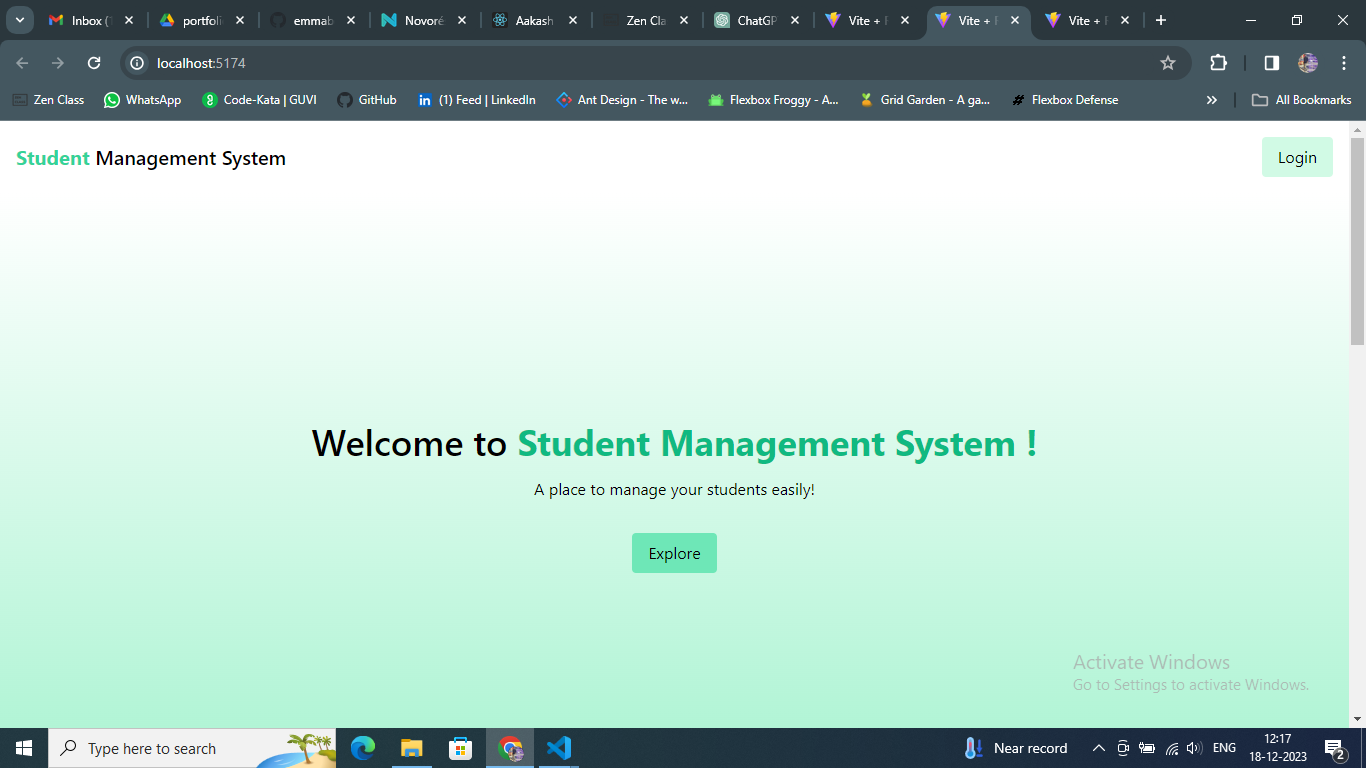 Inbox (1 portfoli emmab Novoré Aakash Zen Cla ChatGP Vite + R Vite + R Vite + R
localhost:5174
Zen Class WhatsApp Code-Kata | GUVI GitHub (1) Feed | LinkedIn Ant Design - The w... Flexbox Froggy - A... Grid Garden - A ga... Flexbox Defense » All Bookmarks
Student Management System
Login
Welcome to Student Management System !
A place to manage your students easily!
Explore
Activate Windows
Go to Settings to activate Windows.
Type here to search
Near record
ENG
12:17
18-12-2023
2